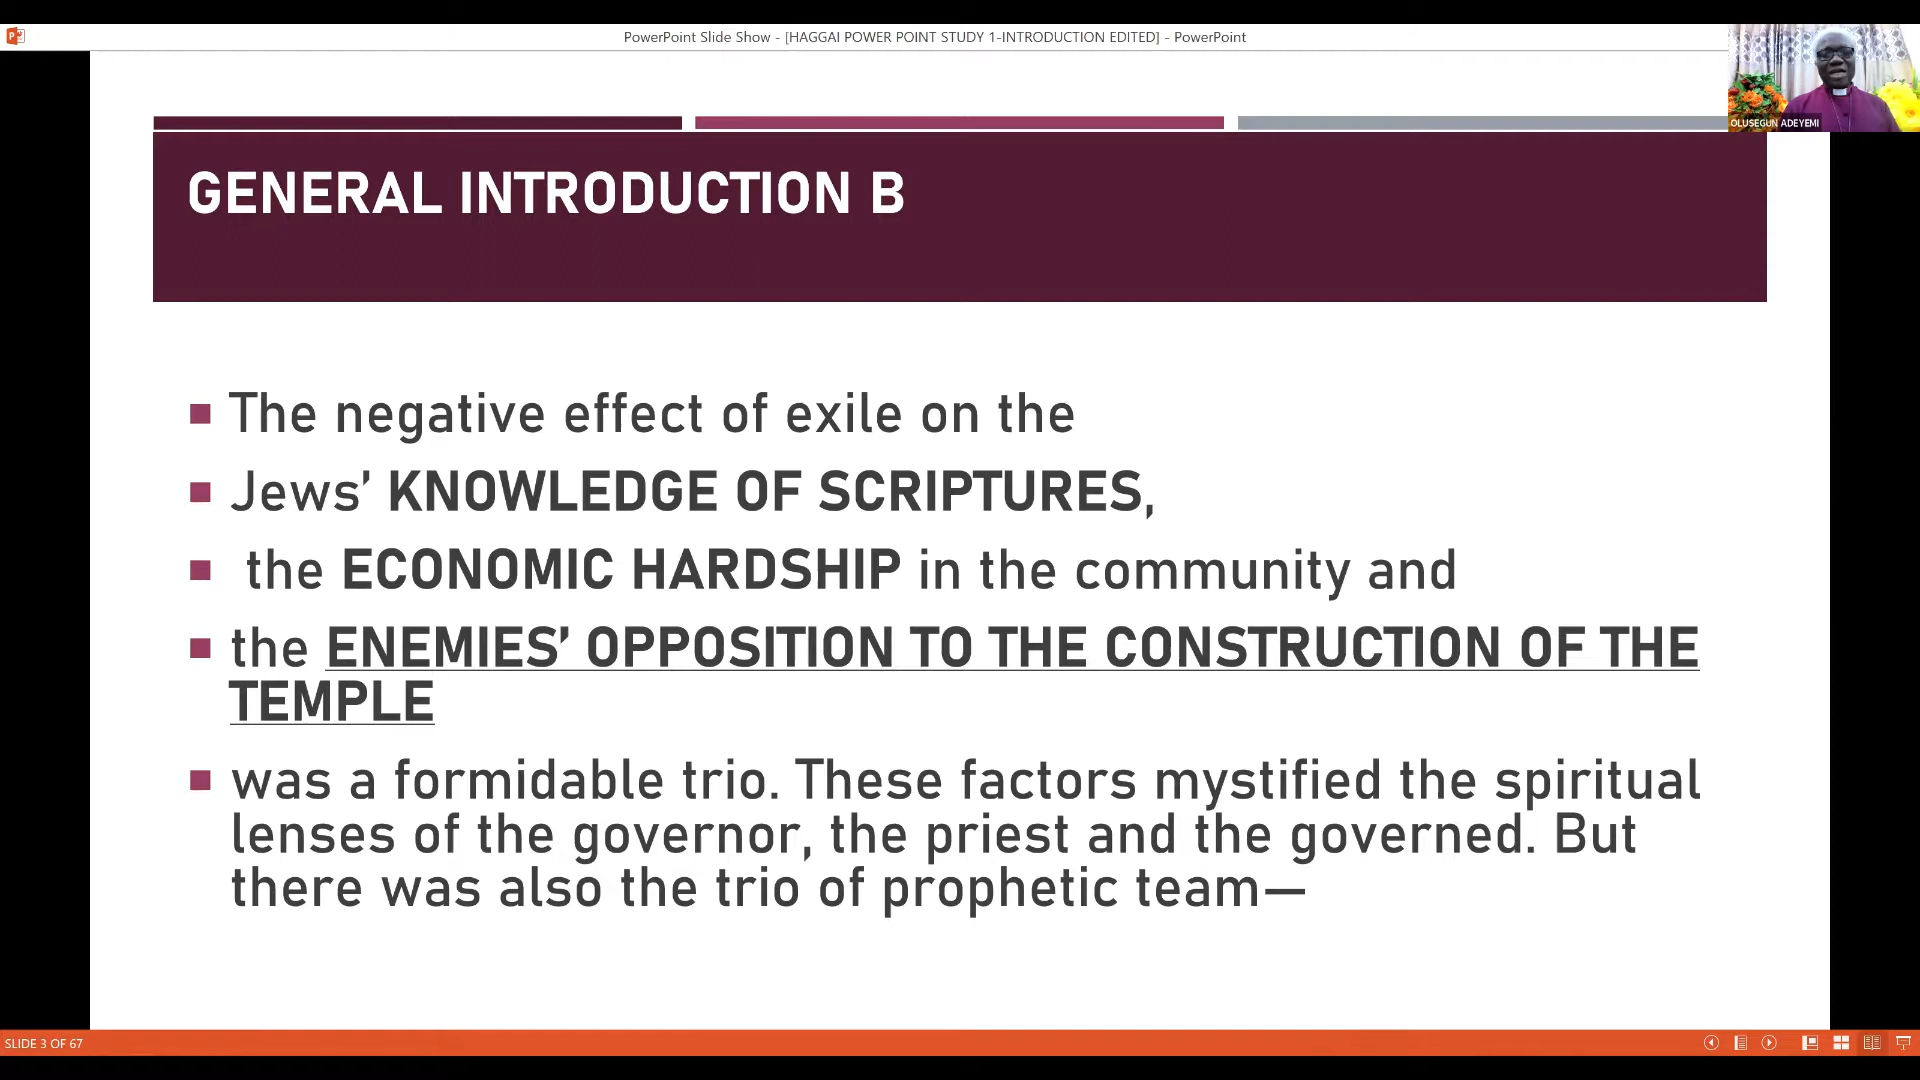 PowerPoint Slide Show - [HAGGAI POWER POINT STUDY 1-INTRODUCTION EDITED] - PowerPoint
OLUSEGUN ADEYEMI
GENERAL INTRODUCTION B
The negative effect of exile on the
Jews’ KNOWLEDGE OF SCRIPTURES,
the ECONOMIC HARDSHIP in the community and
the ENEMIES’ OPPOSITION TO THE CONSTRUCTION OF THE
TEMPLE
was a formidable trio. These factors mystified the spiritual
lenses of the governor, the priest and the governed. But
there was also the trio of prophetic team—
SLIDE 3 OF 67